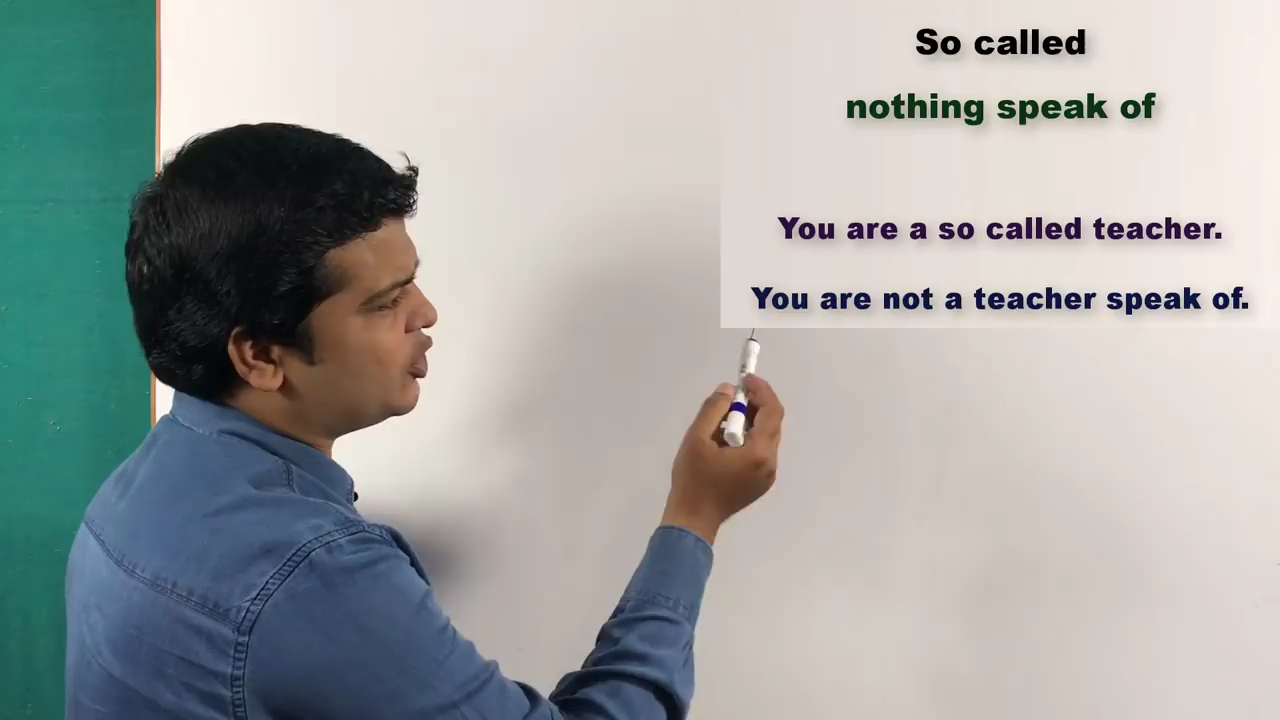 So called
nothing speak of
You are a so called teacher.
You are not a teacher speak of.